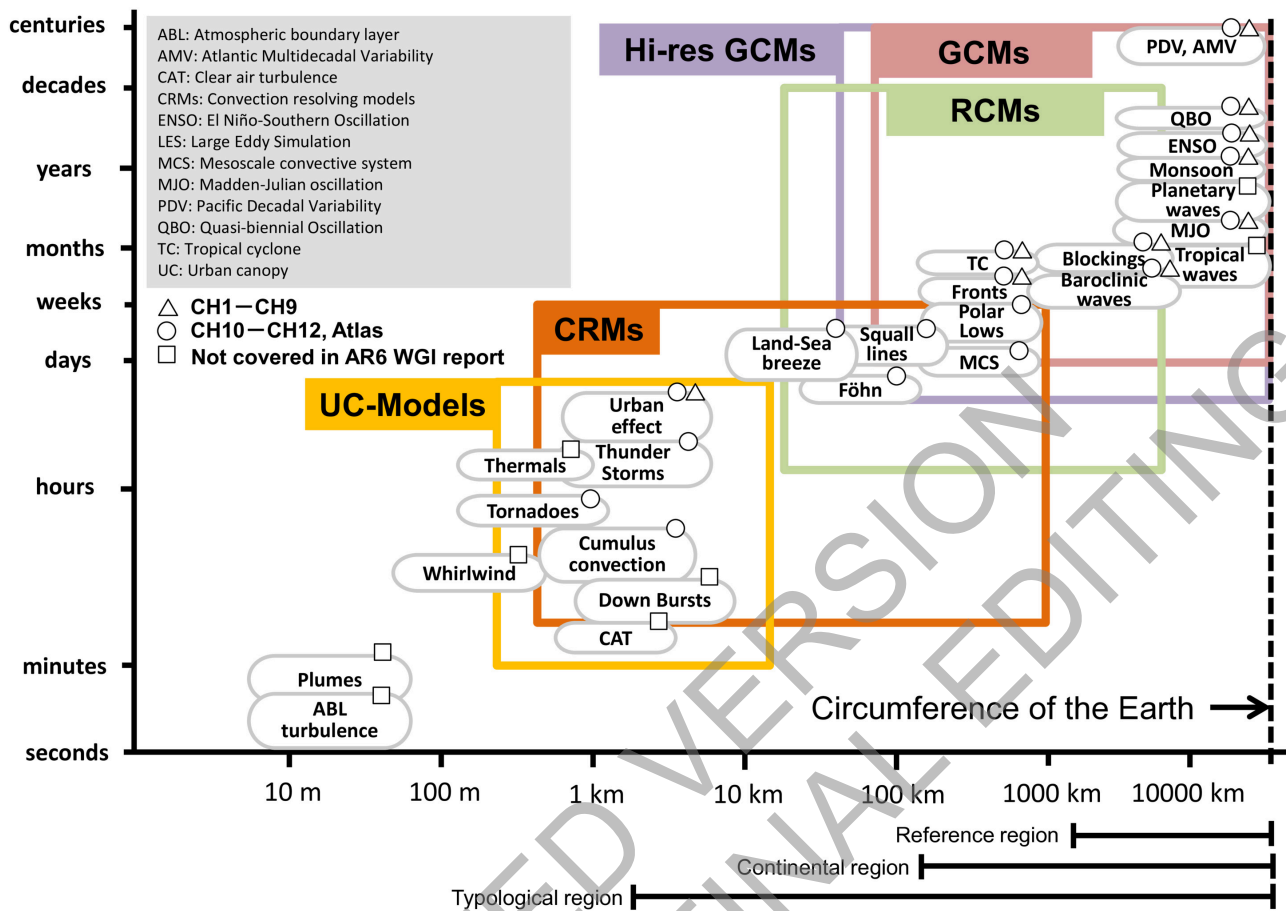 centuries
decades
years
months
weeks
days
hours
minutes
seconds
ABL: Atmospheric boundary layer
AMV: Atlantic Multidecadal Variability
CAT: Clear air turbulence
CRMs: Convection resolving models
ENSO: El Niño-Southern Oscillation
LES: Large Eddy Simulation
MCS: Mesoscale convective system
MJO: Madden-Julian oscillation
PDV: Pacific Decadal Variability
QBO: Quasi-biennial Oscillation
TC: Tropical cyclone
UC: Urban canopy
CH1—CH9
CH10—CH12, Atlas
Not covered in AR6 WGI report
Hi-res GCMs
GCMs
RCMs
CRMs
UC-Models
PDV, AMV
QBO
ENSO
Monsoon
Planetary
waves
MJO
Tropical
waves
Blockings
Baroclinic
waves
TC
Fronts
Polar
Lows
MCS
Squall
lines
Land-Sea
breeze
Föhn
Urban
effect
Thunder
Storms
Thermals
Tornadoes
Cumulus
convection
Whirlwind
Down Bursts
CAT
Plumes
ABL
turbulence
Circumference of the Earth
10 m
100 m
1 km
10 km
100 km
1000 km
10000 km
Reference region
Continental region
Typological region
VERSION
EDITING